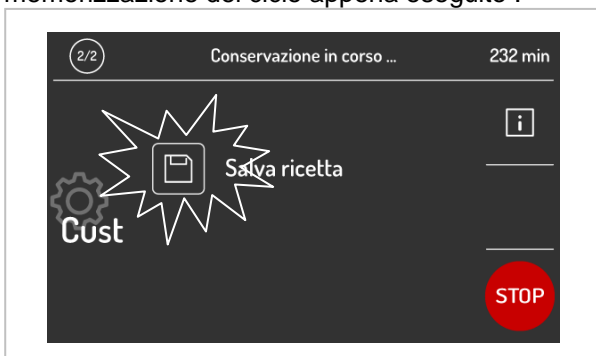 memorizzazione del ciclo appena eseguito".
2/2 Conservazione in corso ... 232 min
i
Salva ricetta
Cust
STOP